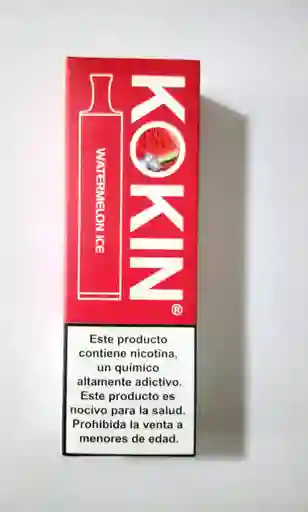 KOKIN®
WATERMELON ICE
Este producto
contiene nicotina,
un químico
altamente adictivo.
Este producto es
nocivo para la salud.
Prohibida la venta a
menores de edad.